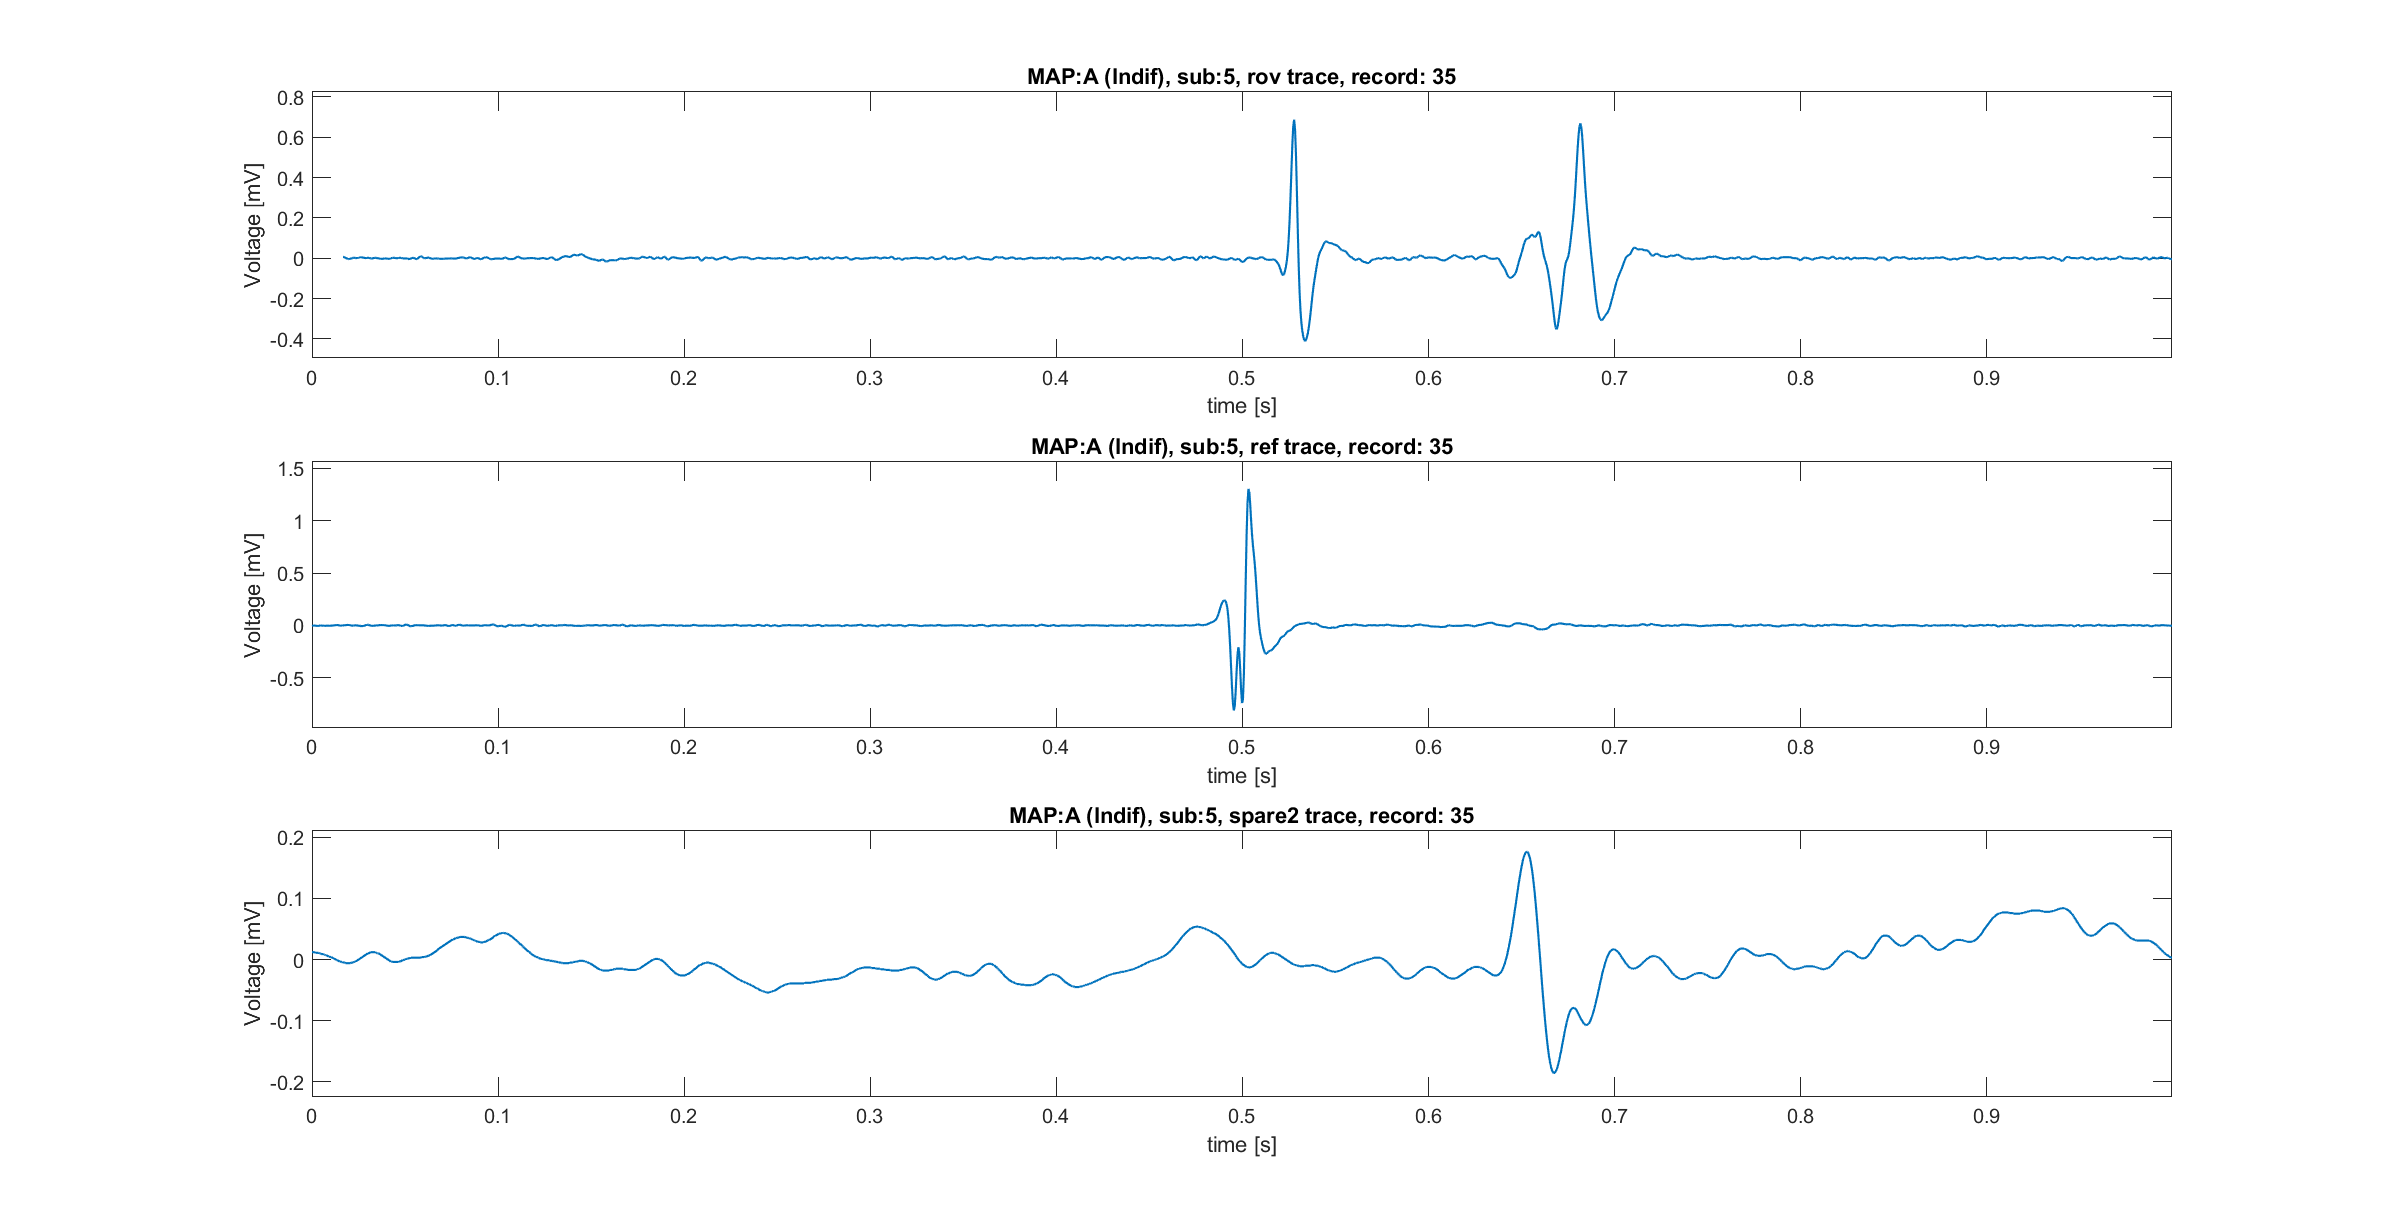 MAP:A (Indif), sub:5, rov trace, record: 35
0.8
0.6
0.4
0.2
0
-0.2
-0.4
Voltage [mV]
0 0.1 0.2 0.3 0.4 0.5 0.6 0.7 0.8 0.9
time [s]
MAP:A (Indif), sub:5, ref trace, record: 35
1.5
1
0.5
0
-0.5
Voltage [mV]
0 0.1 0.2 0.3 0.4 0.5 0.6 0.7 0.8 0.9
time [s]
MAP:A (Indif), sub:5, spare2 trace, record: 35
0.2
0.1
0
-0.1
-0.2
Voltage [mV]
0 0.1 0.2 0.3 0.4 0.5 0.6 0.7 0.8 0.9
time [s]